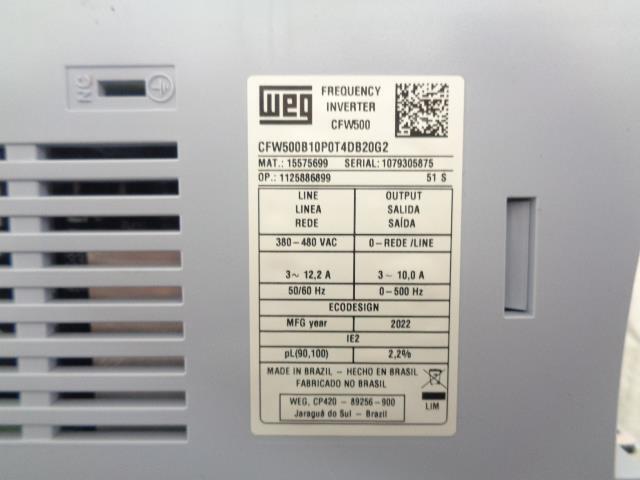 NC
WEG
FREQUENCY
INVERTER
CFW500
CFW500B10P0T4DB20G2
MAT.: 15575699 SERIAL: 1079305875
OP.: 1125886899 51 S
LINE OUTPUT
LINEA SALIDA
REDE SAÍDA
380-480 VAC 0-REDE /LINE
3~ 12,2 A 3~ 10,0 A
50/60 Hz 0-500 Hz
ECODESIGN
MFG year 2022
IE2
pL(90,100) 2,2%
MADE IN BRAZIL - HECHO EN BRASIL
FABRICADO NO BRASIL
WEG, CP420 - 89256-900
Jaraguá do Sul - Brazil
LIM